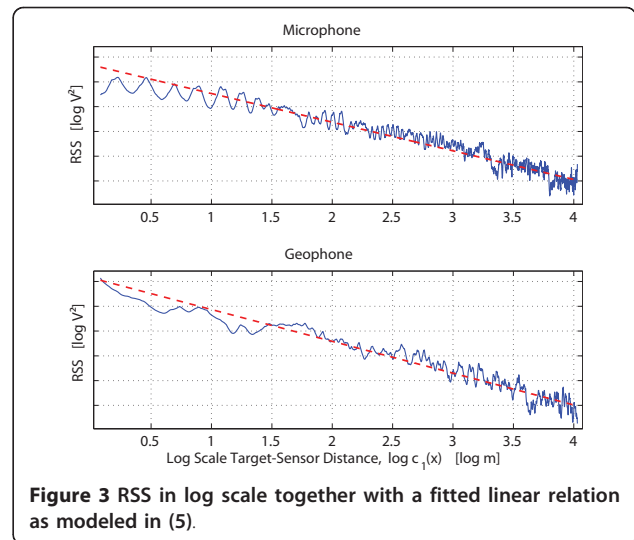 Microphone
RSS [log V²]
0.5 1 1.5 2 2.5 3 3.5 4
Geophone
RSS [log V²]
0.5 1 1.5 2 2.5 3 3.5 4
Log Scale Target-Sensor Distance, log c₁(x) [log m]
Figure 3 RSS in log scale together with a fitted linear relation
as modeled in (5).